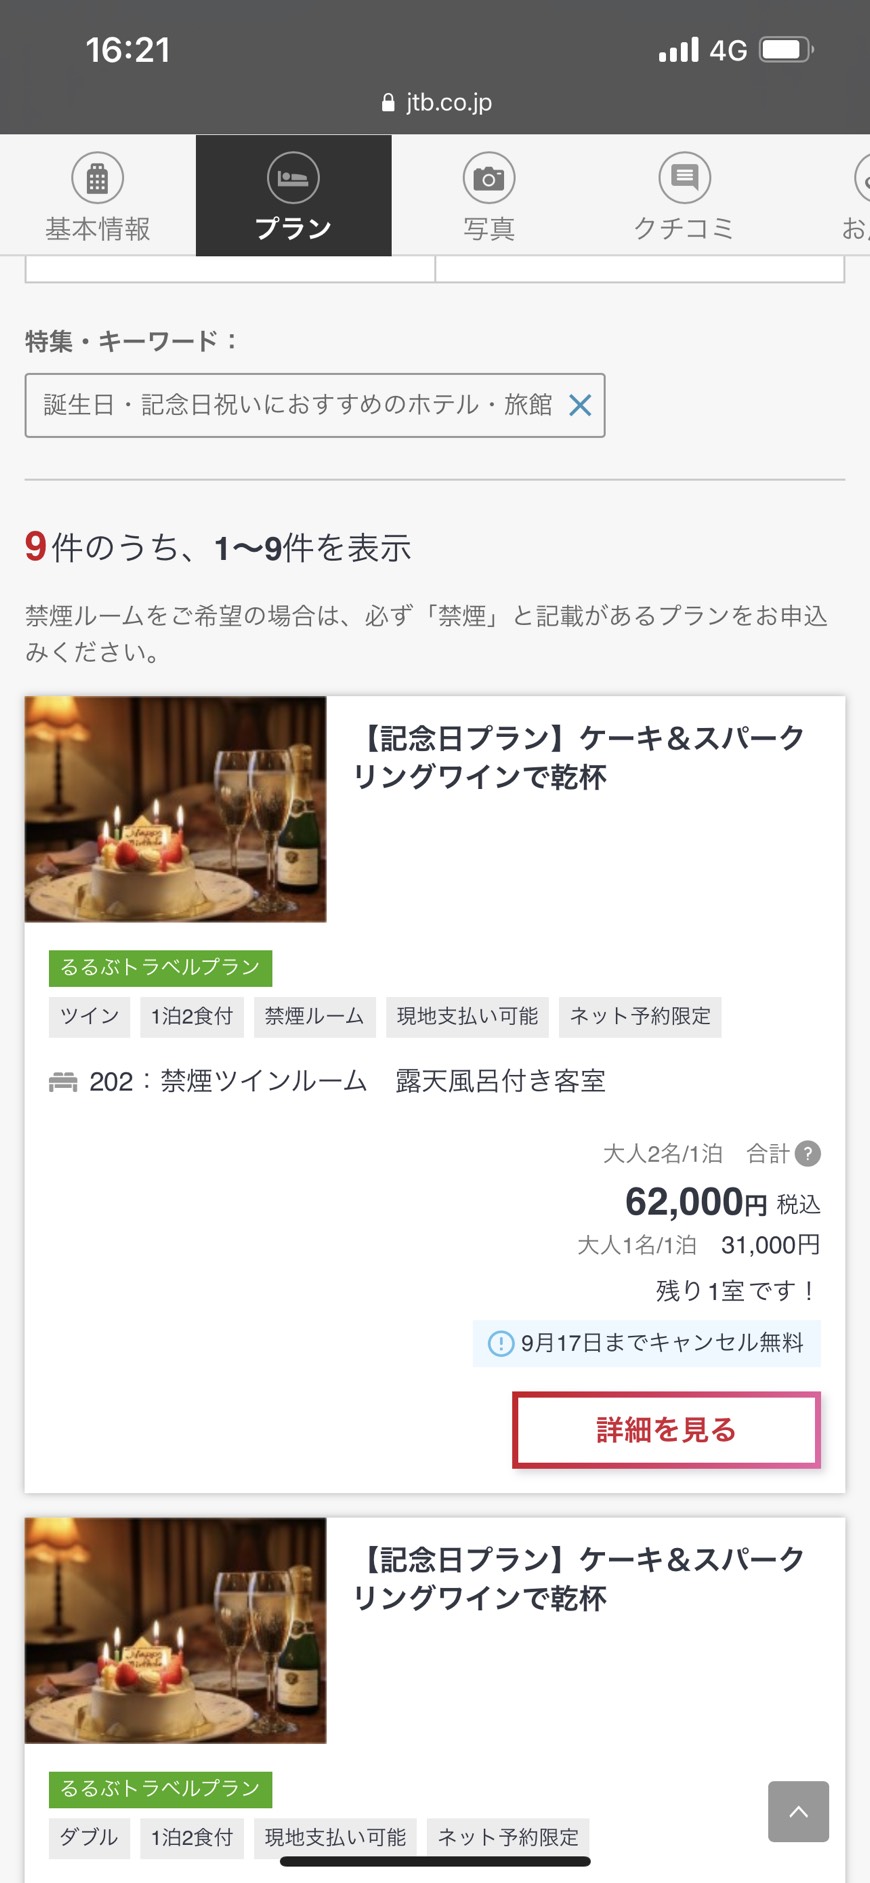 16:21
4G
jtb.co.jp
基本情報
プラン
写真
クチコミ
特集・キーワード：
誕生日・記念日祝いにおすすめのホテル・旅館
9件のうち、1〜9件を表示
禁煙ルームをご希望の場合は、必ず「禁煙」と記載があるプランをお申込
みください。
【記念日プラン】ケーキ＆スパーク
リングワインで乾杯
るるぶトラベルプラン
ツイン 1泊2食付 禁煙ルーム 現地支払い可能 ネット予約限定
202：禁煙ツインルーム　露天風呂付き客室
大人2名/1泊　合計 ?
62,000円 税込
大人1名/1泊　31,000円
残り1室です！
9月17日までキャンセル無料
詳細を見る
【記念日プラン】ケーキ＆スパーク
リングワインで乾杯
るるぶトラベルプラン
ダブル 1泊2食付 現地支払い可能 ネット予約限定